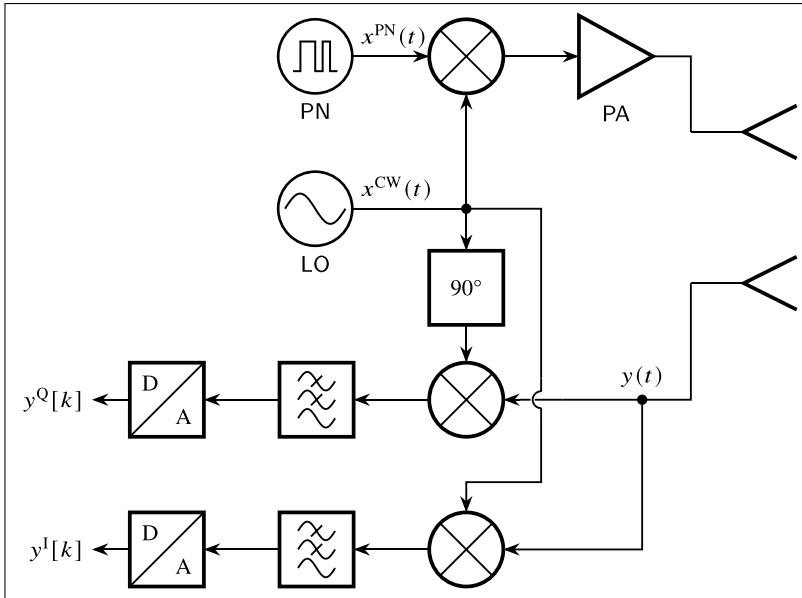 x^PN(t)
PN
PA
x^CW(t)
LO
90°
y(t)
y^Q[k]
D
A
y^I[k]
D
A